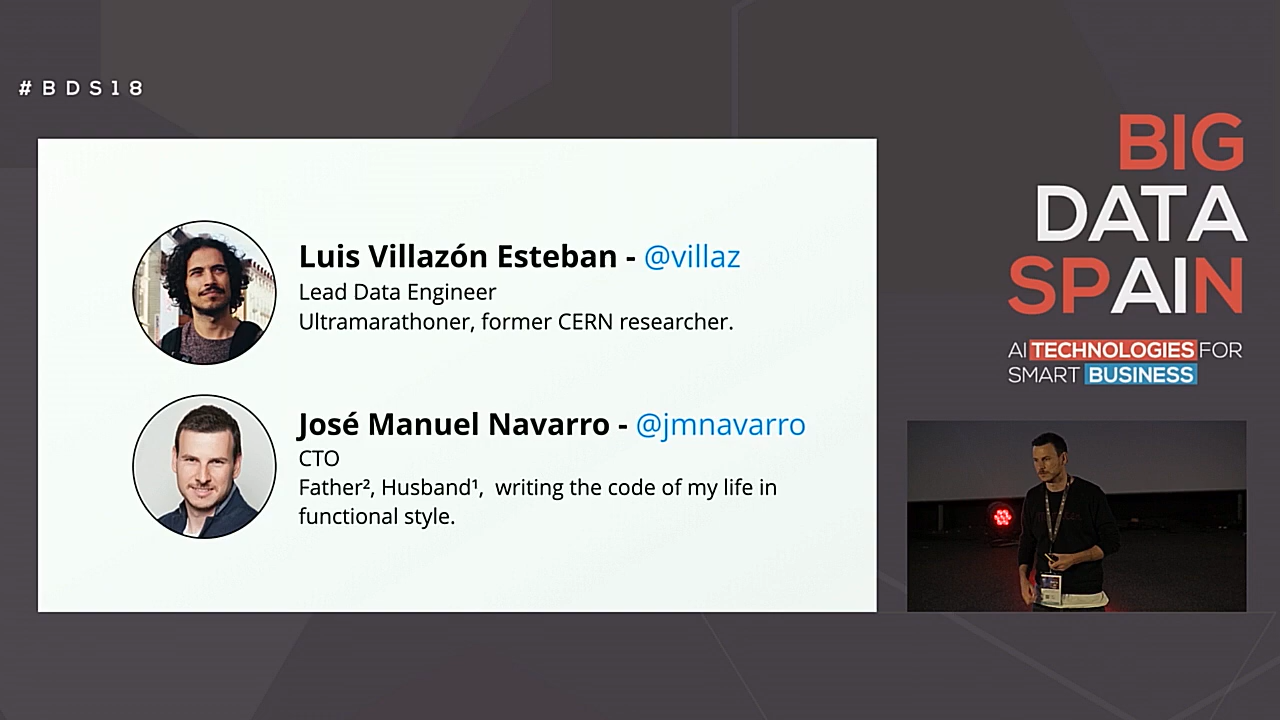 #BDS18
Luis Villazón Esteban - @villaz
Lead Data Engineer
Ultramarathoner, former CERN researcher.
José Manuel Navarro - @jmnavarro
CTO
Father², Husband¹, writing the code of my life in
functional style.
BIG
DATA
SPAIN
AI TECHNOLOGIES FOR
SMART BUSINESS